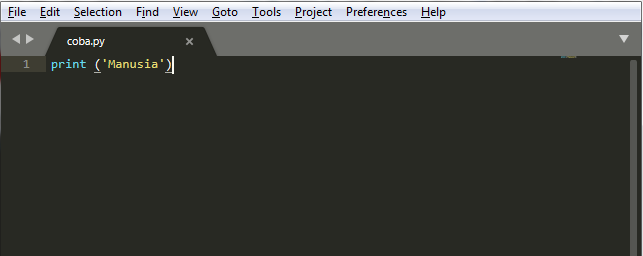 File Edit Selection Find View Goto Tools Project Preferences Help
coba.py ×
1 print ('Manusia')